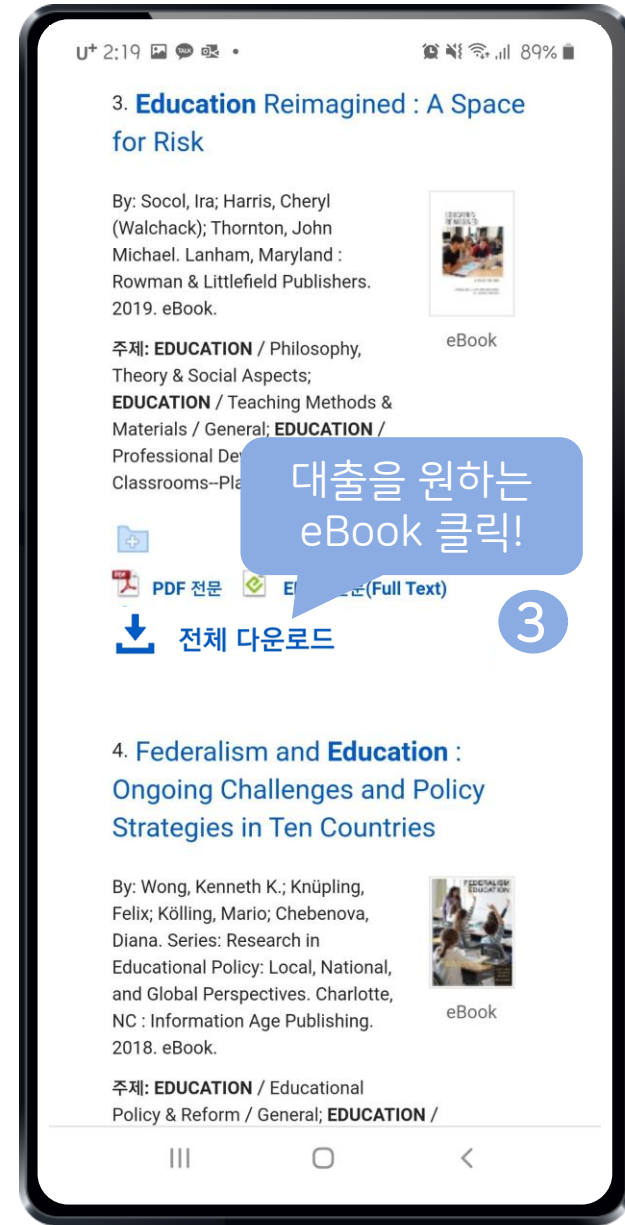 U+ 2:19 89%
3. Education Reimagined : A Space
for Risk
By: Socol, Ira; Harris, Cheryl
(Walchack); Thornton, John
Michael. Lanham, Maryland :
Rowman & Littlefield Publishers.
2019. eBook.
EDUCATION
REIMAGINED
eBook
주제: EDUCATION / Philosophy,
Theory & Social Aspects;
EDUCATION / Teaching Methods &
Materials / General; EDUCATION /
Professional
Classrooms--
대출을 원하는
eBook 클릭!
PDF 전문 (Full Text)
전체 다운로드
3
4. Federalism and Education :
Ongoing Challenges and Policy
Strategies in Ten Countries
By: Wong, Kenneth K.; Knüpling,
Felix; Kölling, Mario; Chebenova,
Diana. Series: Research in
Educational Policy: Local, National,
and Global Perspectives. Charlotte,
NC : Information Age Publishing.
2018. eBook.
FEDERALISM
EDUCATION
eBook
주제: EDUCATION / Educational
Policy & Reform / General; EDUCATION /